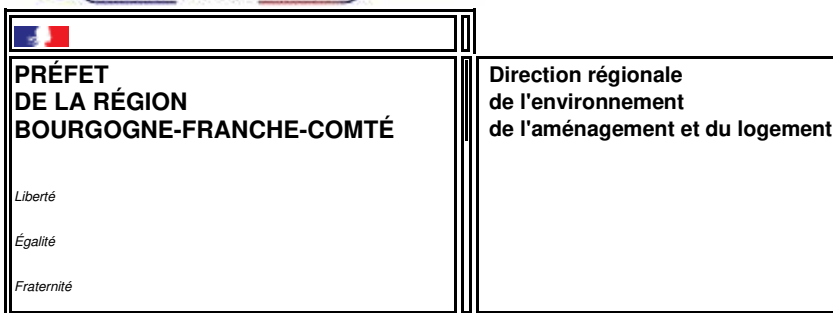 PRÉFET
DE LA RÉGION
BOURGOGNE-FRANCHE-COMTÉ
Liberté
Égalité
Fraternité
Direction régionale
de l'environnement
de l'aménagement et du logement